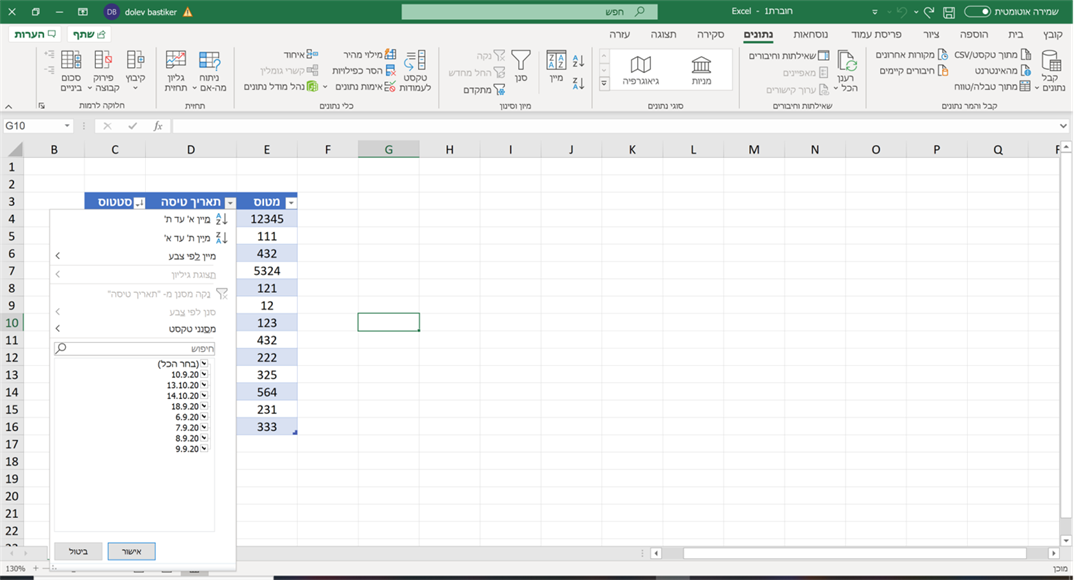 שמירה אוטומטית
חוברת1 - Excel
חפש
dolev bastiker
DB
קובץ בית הוספה ציור פריסת עמוד נוסחאות נתונים סקירה תצוגה עזרה
שתף
הערות
קבל נתונים
מתוך טקסט/CSV
מהאינטרנט
מתוך טבלה/טווח
מקורות אחרונים
חיבורים קיימים
קבל והמר נתונים
רענן הכל
שאילתות וחיבורים
מאפיינים
ערוך קישורים
שאילתות וחיבורים
מניות
גיאוגרפיה
סוגי נתונים
מיין
סנן
נקה
החל מחדש
מתקדם
מיון וסינון
טקסט לעמודות
מילוי מהיר
הסר כפילויות
אימות נתונים
איחוד
קשרי גומלין
נהל מודל נתונים
כלי נתונים
ניתוח מה-אם
גליון תחזית
תחזית
קיבוץ
פירוק קבוצה
סכום ביניים
חלוקה לרמות
G10
fx
B C D E F G H I J K L M N O P Q
1
2
3
4
5
6
7
8
9
10
11
12
13
14
15
16
17
18
19
20
21
22
מטוס
תאריך טיסה
סטטוס
12345
111
432
5324
121
12
123
432
222
325
564
231
333
מיין א' עד ת'
מיין ת' עד א'
מיין לפי צבע
תצוגת גיליון
נקה מסנן מ- "תאריך טיסה"
סנן לפי צבע
מסנני טקסט
חיפוש
(בחר הכל)
10.9.20
13.10.20
14.10.20
18.9.20
6.9.20
7.9.20
8.9.20
9.9.20
אישור
ביטול
מוכן
130%